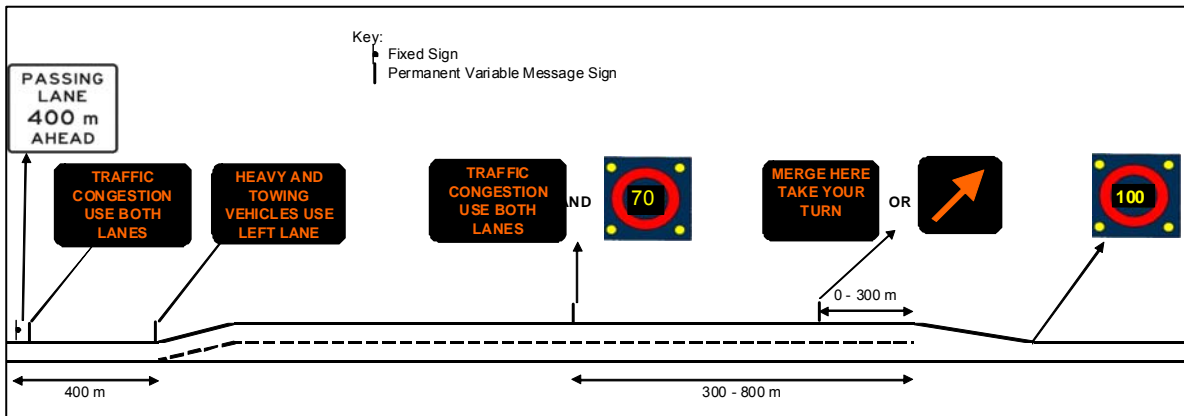 Key:
Fixed Sign
Permanent Variable Message Sign
PASSING
LANE
400 m
AHEAD
TRAFFIC
CONGESTION
USE BOTH
LANES
HEAVY AND
TOWING
VEHICLES USE
LEFT LANE
TRAFFIC
CONGESTION
USE BOTH
LANES
AND
70
MERGE HERE
TAKE YOUR
TURN
OR
100
0 - 300 m
400 m
300 - 800 m